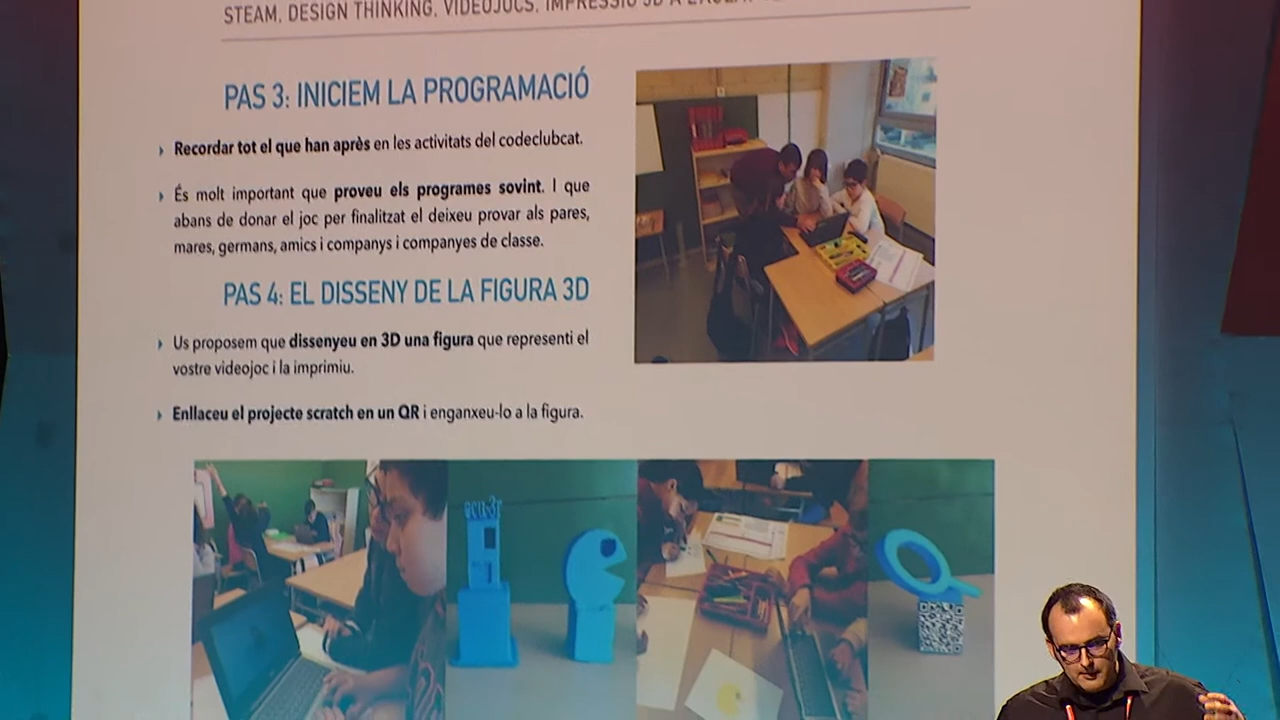 STEAM, DESIGN THINKING, VIDEOJOCS, IMPRESSIÓ 3D A L'AULA,
PAS 3: INICIEM LA PROGRAMACIÓ
Recordar tot el que han après en les activitats del codeclubcat.
És molt important que proveu els programes sovint. I que
abans de donar el joc per finalitzat el deixeu provar als pares,
mares, germans, amics i companys i companyes de classe.
PAS 4: EL DISSENY DE LA FIGURA 3D
Us proposem que dissenyeu en 3D una figura que representi el
vostre videojoc i la imprimiu.
Enllaceu el projecte scratch en un QR i enganxeu-lo a la figura.